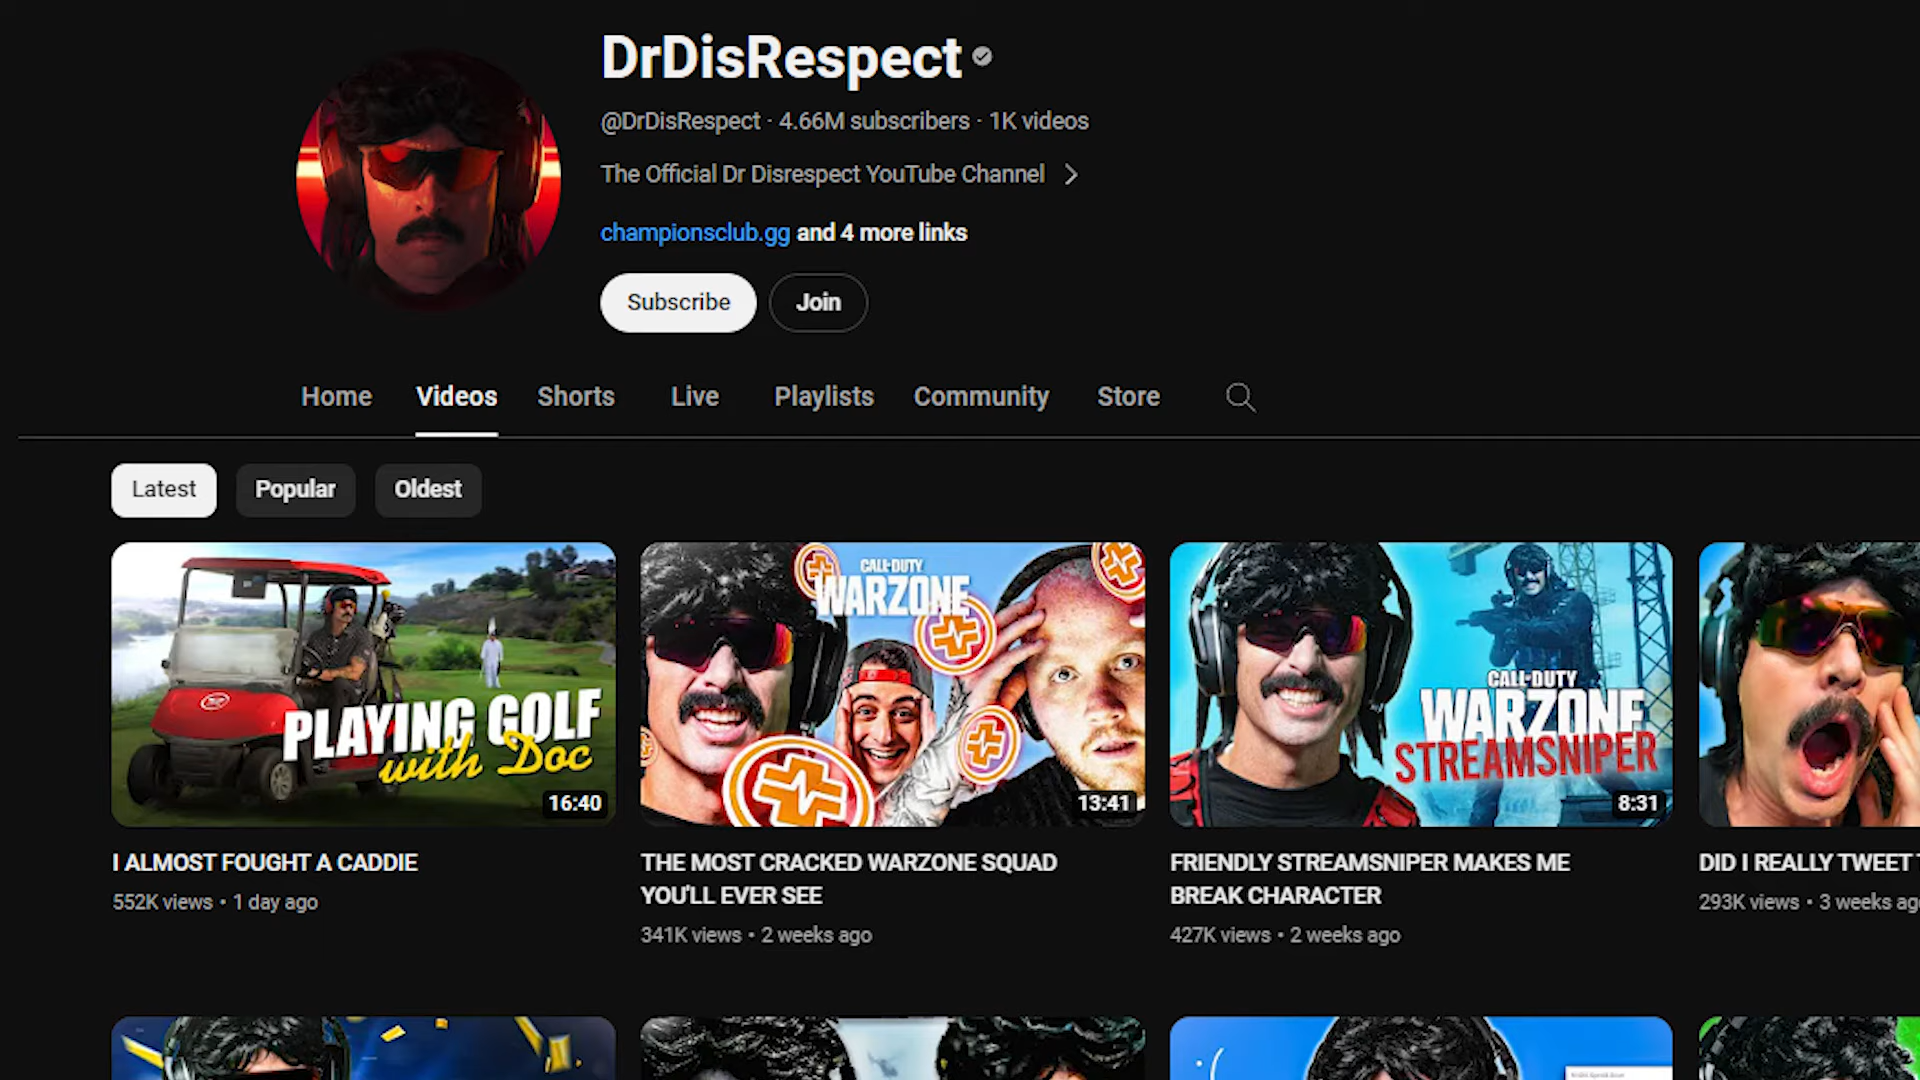 DrDisRespect
@DrDisRespect · 4.66M subscribers · 1K videos
The Official Dr Disrespect YouTube Channel
championsclub.gg and 4 more links
Subscribe
Join
Home
Videos
Shorts
Live
Playlists
Community
Store
Latest
Popular
Oldest
PLAYING GOLF
with Doc
16:40
CALL·DUTY
WARZONE
13:41
CALL·DUTY
WARZONE
STREAMSNIPER
8:31
I ALMOST FOUGHT A CADDIE
552K views • 1 day ago
THE MOST CRACKED WARZONE SQUAD
YOU'LL EVER SEE
341K views • 2 weeks ago
FRIENDLY STREAMSNIPER MAKES ME
BREAK CHARACTER
427K views • 2 weeks ago
DID I REALLY TWEET
293K views • 3 weeks